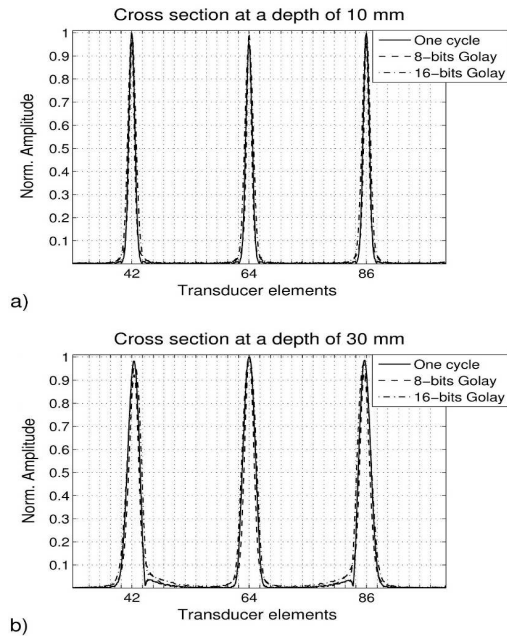 Cross section at a depth of 10 mm
1
0.9
0.8
0.7
0.6
0.5
0.4
0.3
0.2
0.1
Norm. Amplitude
One cycle
8-bits Golay
16-bits Golay
42 64 86
Transducer elements
a)
Cross section at a depth of 30 mm
1
0.9
0.8
0.7
0.6
0.5
0.4
0.3
0.2
0.1
Norm. Amplitude
One cycle
8-bits Golay
16-bits Golay
42 64 86
Transducer elements
b)